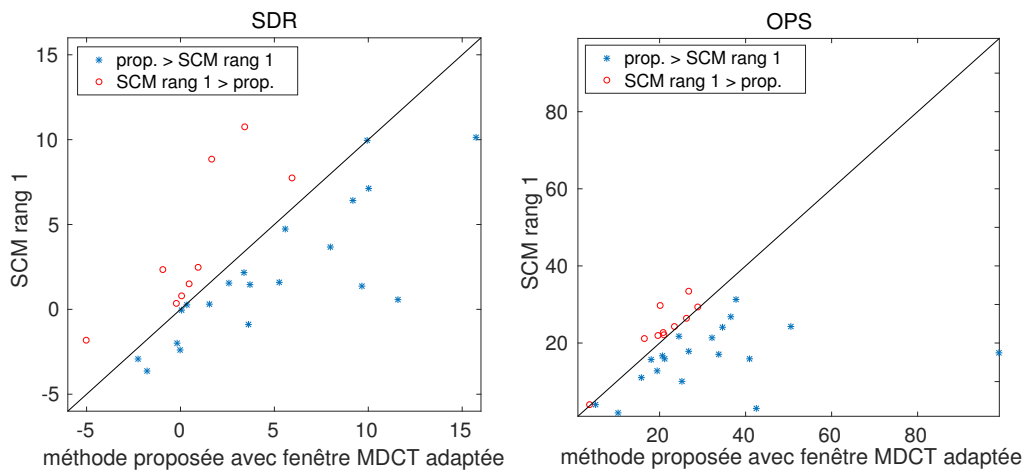 SDR
15
10
5
0
-5
-5
0
5
10
15
SCM rang 1
méthode proposée avec fenêtre MDCT adaptée
prop. > SCM rang 1
SCM rang 1 > prop.
OPS
80
60
40
20
20
40
60
80
SCM rang 1
méthode proposée avec fenêtre MDCT adaptée
prop. > SCM rang 1
SCM rang 1 > prop.